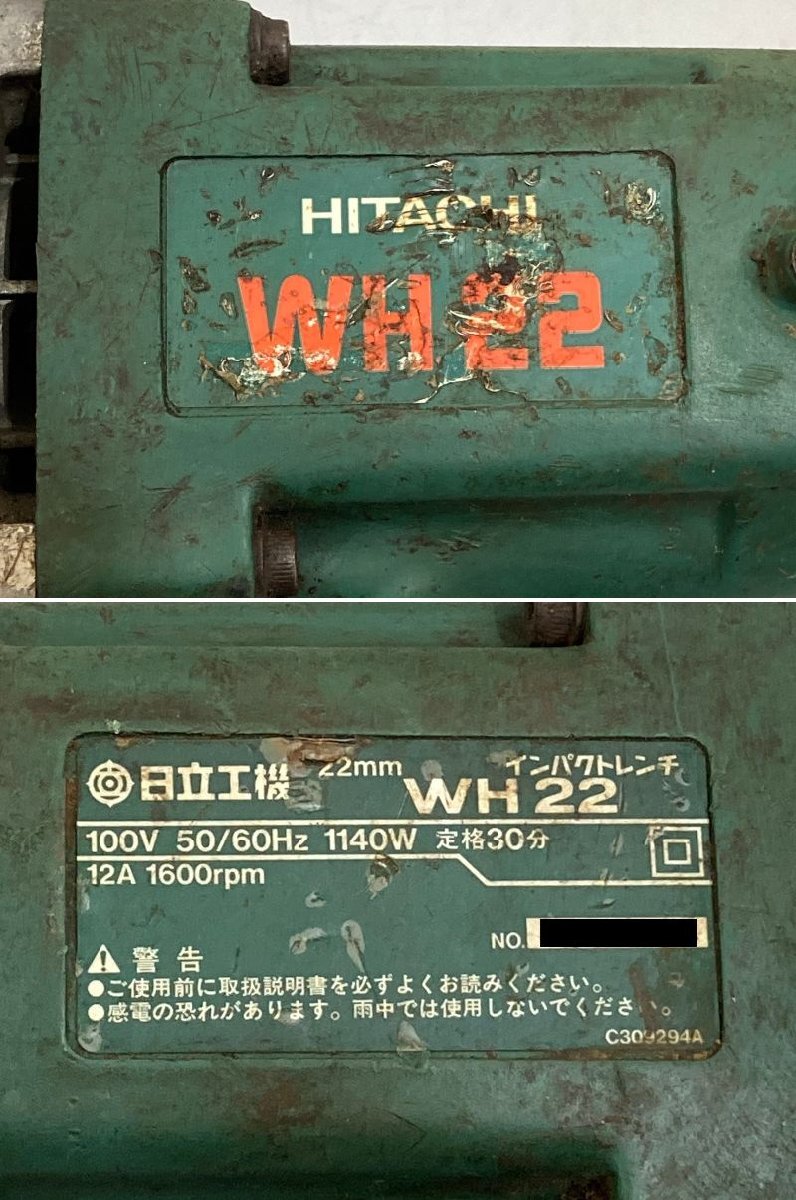 HITACHI
WH 22
日立工機 22mm インパクトレンチ
WH 22
100V 50/60Hz 1140W 定格30分
12A 1600rpm
NO.
警告
●ご使用前に取扱説明書を必ずよくお読みください。
●感電の恐れがあります。雨中では使用しないでください。
C309294A